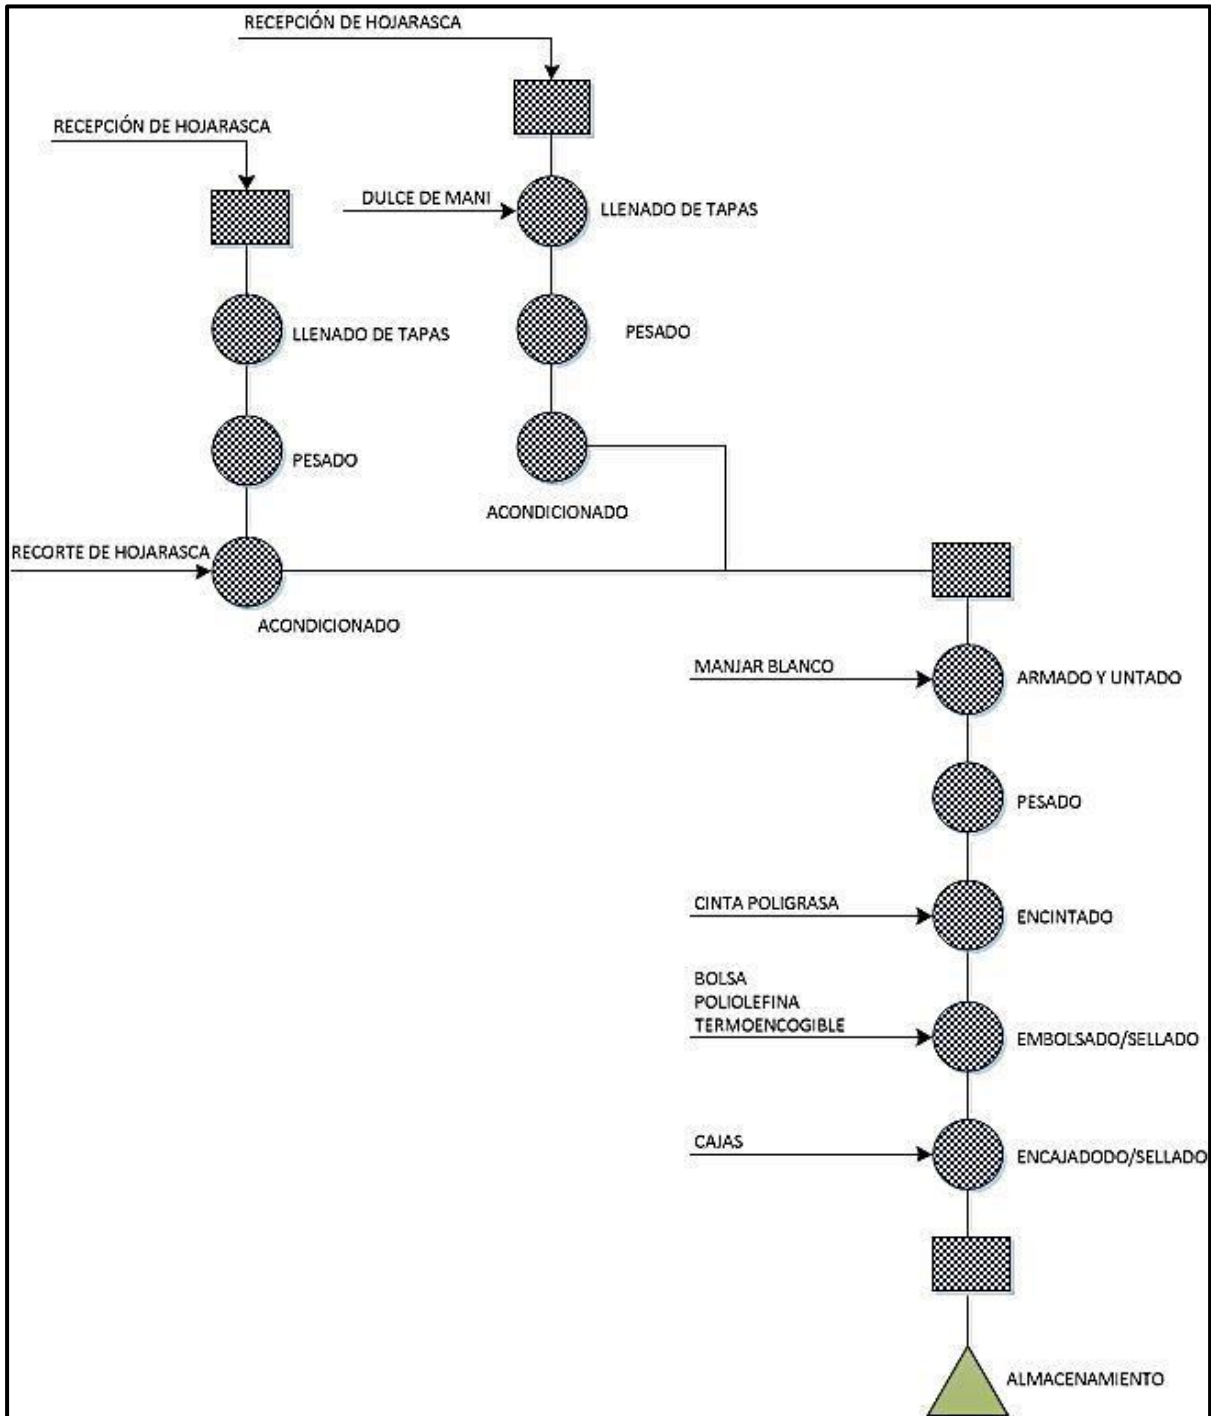 RECEPCIÓN DE HOJARASCA
RECEPCIÓN DE HOJARASCA
DULCE DE MANI
LLENADO DE TAPAS
LLENADO DE TAPAS
PESADO
PESADO
ACONDICIONADO
RECORTE DE HOJARASCA
ACONDICIONADO
MANJAR BLANCO
ARMADO Y UNTADO
PESADO
CINTA POLIGRASA
ENCINTADO
BOLSA
POLIOLEFINA
TERMOENCOGIBLE
EMBOLSADO/SELLADO
CAJAS
ENCAJADODO/SELLADO
ALMACENAMIENTO